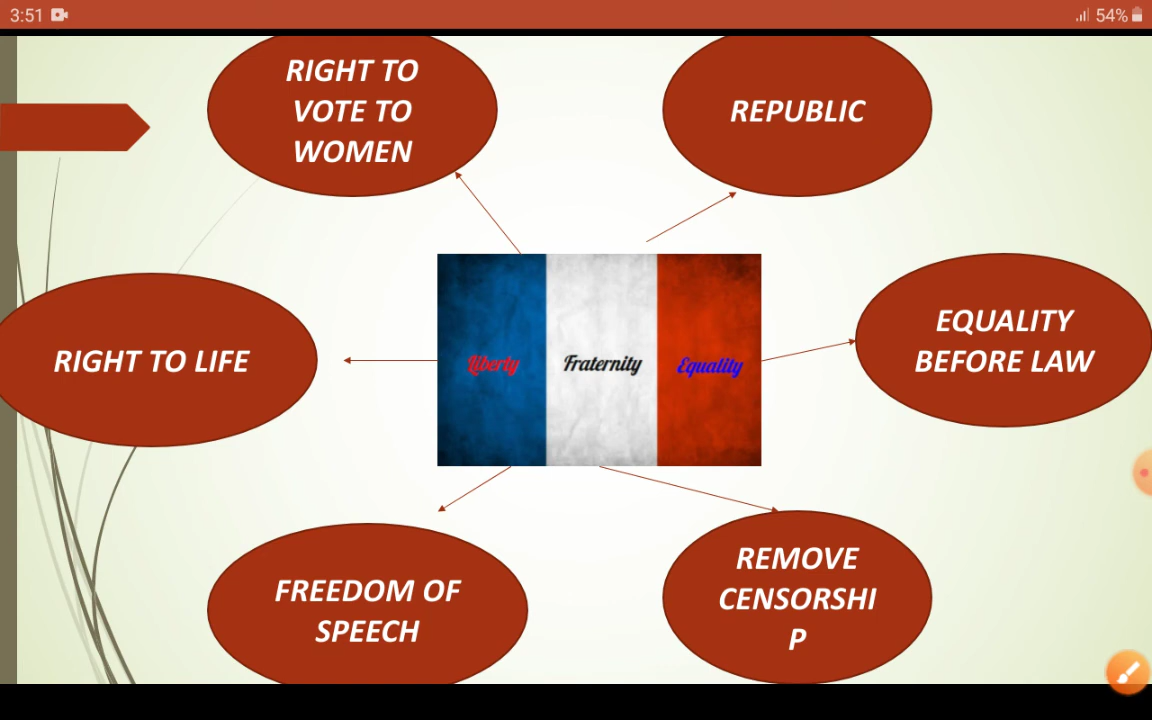 3:51
54%
RIGHT TO
VOTE TO
WOMEN
REPUBLIC
EQUALITY
BEFORE LAW
RIGHT TO LIFE
Liberty
Fraternity
Equality
FREEDOM OF
SPEECH
REMOVE
CENSORSHI
P